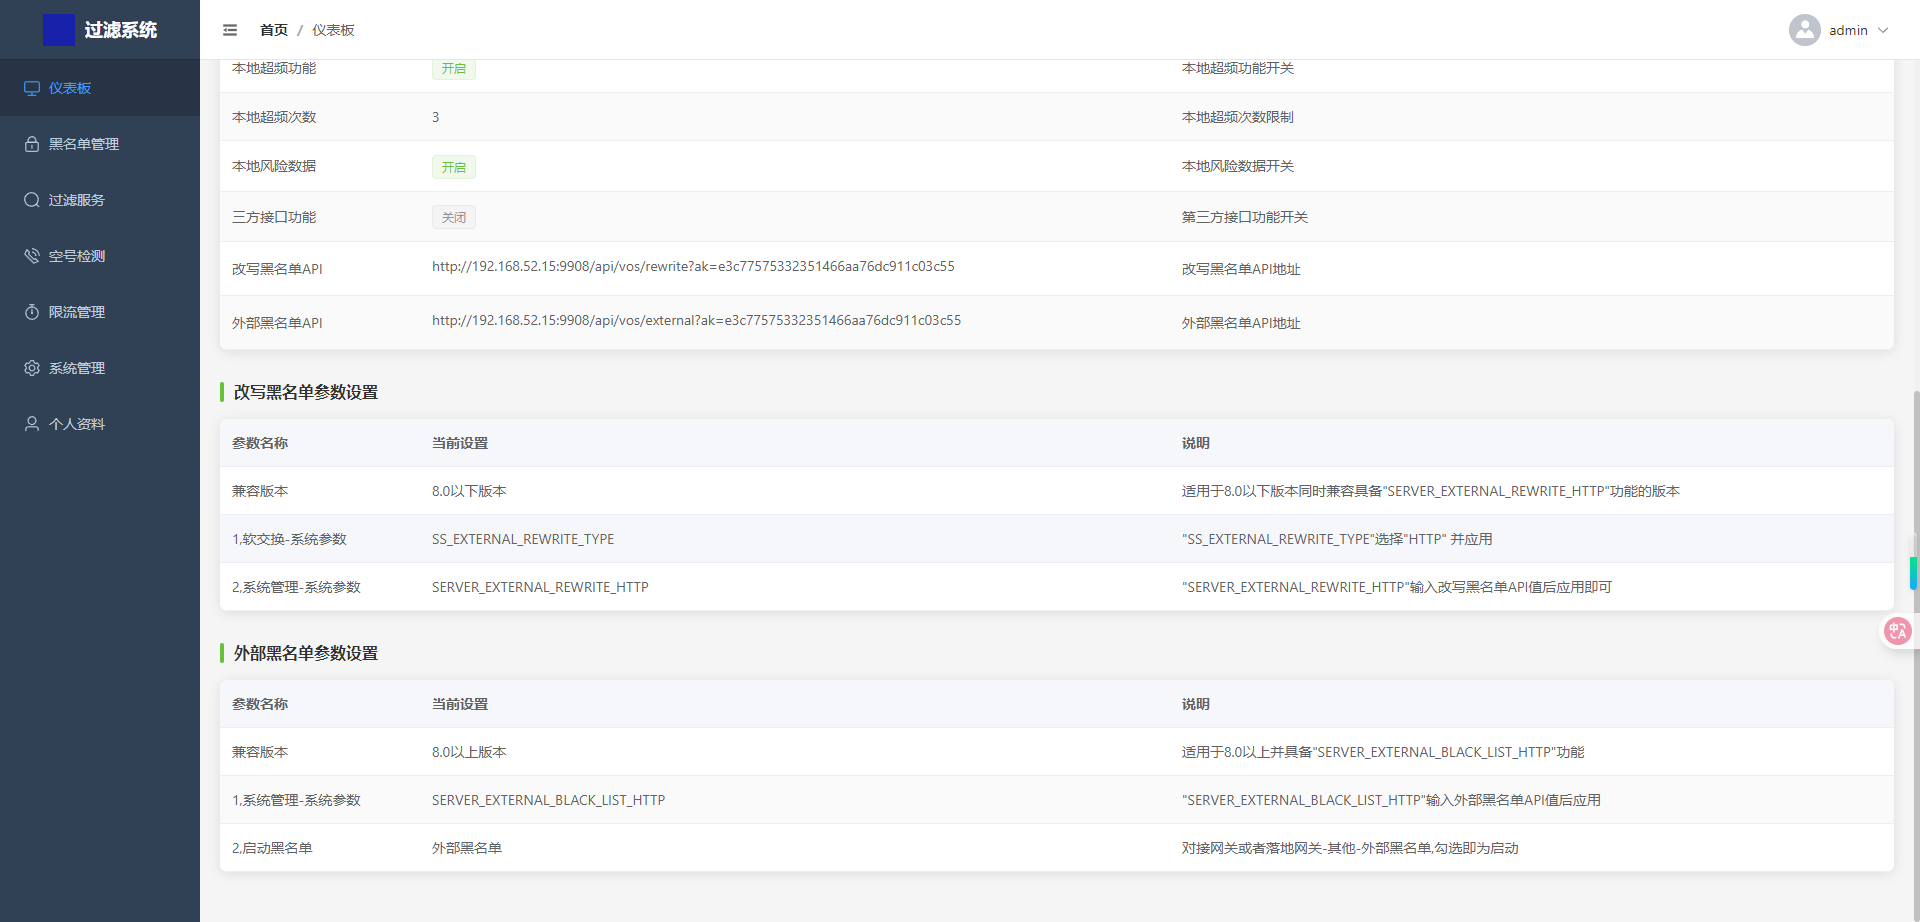 过滤系统
首页 / 仪表板
admin
仪表板
黑名单管理
过滤服务
空号检测
限流管理
系统管理
个人资料
本地超频功能 开启 本地超频功能开关
本地超频次数 3 本地超频次数限制
本地风险数据 开启 本地风险数据开关
三方接口功能 关闭 第三方接口功能开关
改写黑名单API http://192.168.52.15:9908/api/vos/rewrite?ak=e3c77575332351466aa76dc911c03c55 改写黑名单API地址
外部黑名单API http://192.168.52.15:9908/api/vos/external?ak=e3c77575332351466aa76dc911c03c55 外部黑名单API地址
改写黑名单参数设置
参数名称 当前设置 说明
兼容版本 8.0以下版本 适用于8.0以下版本同时兼容具备"SERVER_EXTERNAL_REWRITE_HTTP"功能的版本
1,软交换-系统参数 SS_EXTERNAL_REWRITE_TYPE "SS_EXTERNAL_REWRITE_TYPE"选择"HTTP" 并应用
2,系统管理-系统参数 SERVER_EXTERNAL_REWRITE_HTTP "SERVER_EXTERNAL_REWRITE_HTTP"输入改写黑名单API值后应用即可
外部黑名单参数设置
参数名称 当前设置 说明
兼容版本 8.0以上版本 适用于8.0以上并具备"SERVER_EXTERNAL_BLACK_LIST_HTTP"功能
1,系统管理-系统参数 SERVER_EXTERNAL_BLACK_LIST_HTTP "SERVER_EXTERNAL_BLACK_LIST_HTTP"输入外部黑名单API值后应用
2,启动黑名单 外部黑名单 对接网关或者落地网关-其他-外部黑名单,勾选即为启动
中A